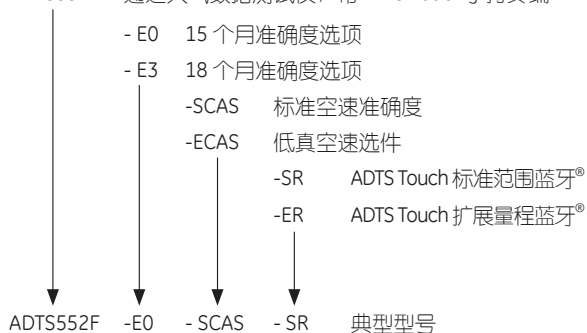 - E0 15 个月准确度选项
- E3 18 个月准确度选项
-SCAS 标准空速准确度
-ECAS 低真空速选件
-SR ADTS Touch 标准范围蓝牙®
-ER ADTS Touch 扩展量程蓝牙®
ADTS552F -E0 - SCAS - SR 典型型号